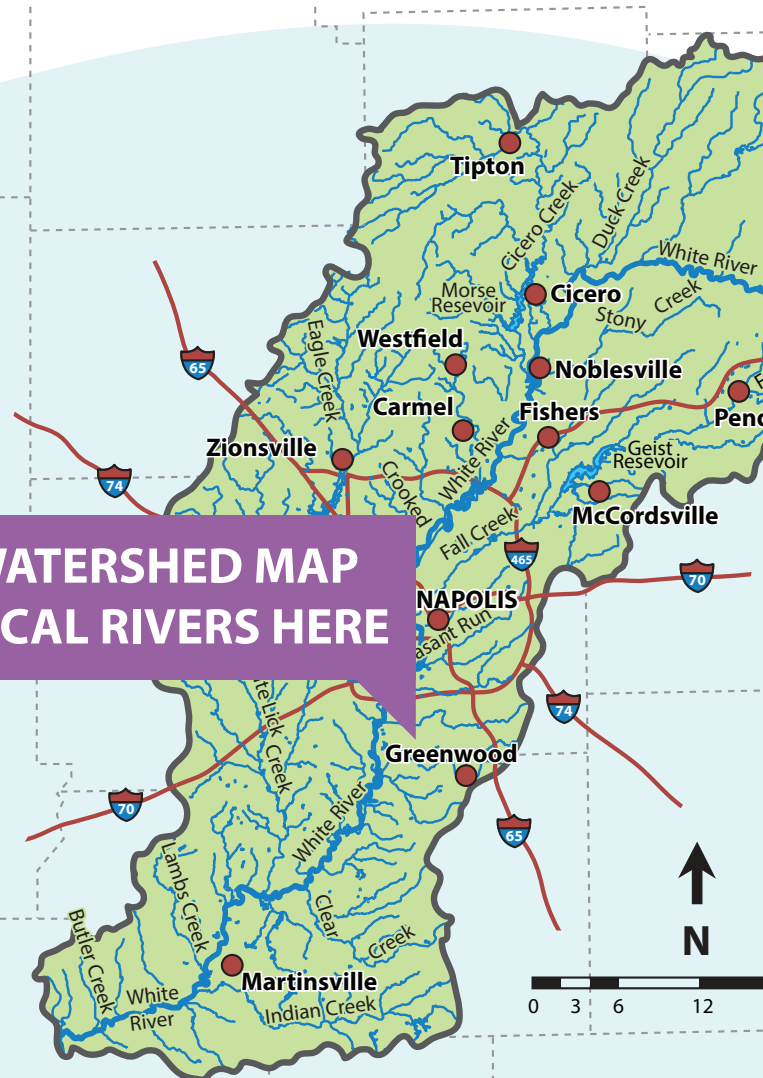 Tipton
Cicero Creek
Duck Creek
White River
Morse
Resevoir
Cicero
Stony Creek
Eagle Creek
Westfield
Noblesville
65
Carmel
Fishers
Zionsville
White River
Geist
Resevoir
Crooked
74
McCordsville
Fall Creek
465
70
WATERSHED MAP
CAL RIVERS HERE
NAPOLIS
asant Run
Lick Creek
74
Greenwood
70
White River
65
Lambs Creek
Clear Creek
N
Butler Creek
Martinsville
White
River
Indian Creek
0 3 6 12